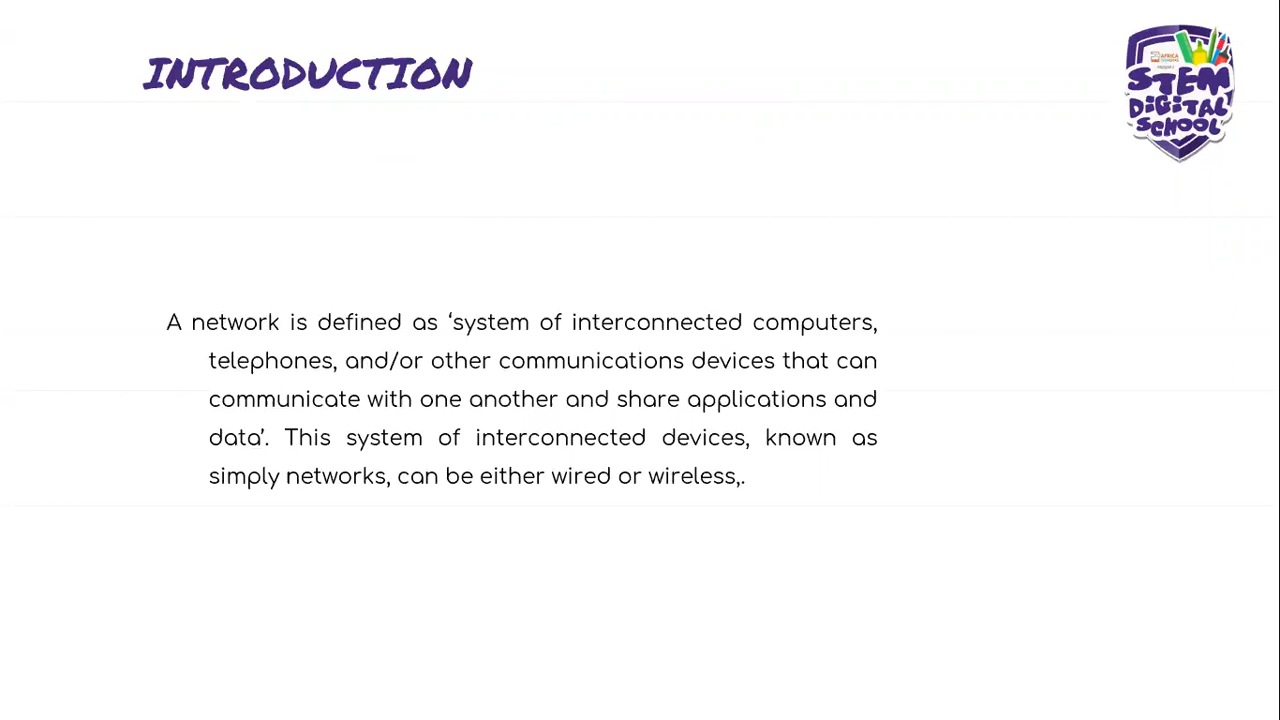 INTRODUCTION
STEM
DIGITAL
SCHOOL
A network is defined as ‘system of interconnected computers,
telephones, and/or other communications devices that can
communicate with one another and share applications and
data’. This system of interconnected devices, known as
simply networks, can be either wired or wireless,.